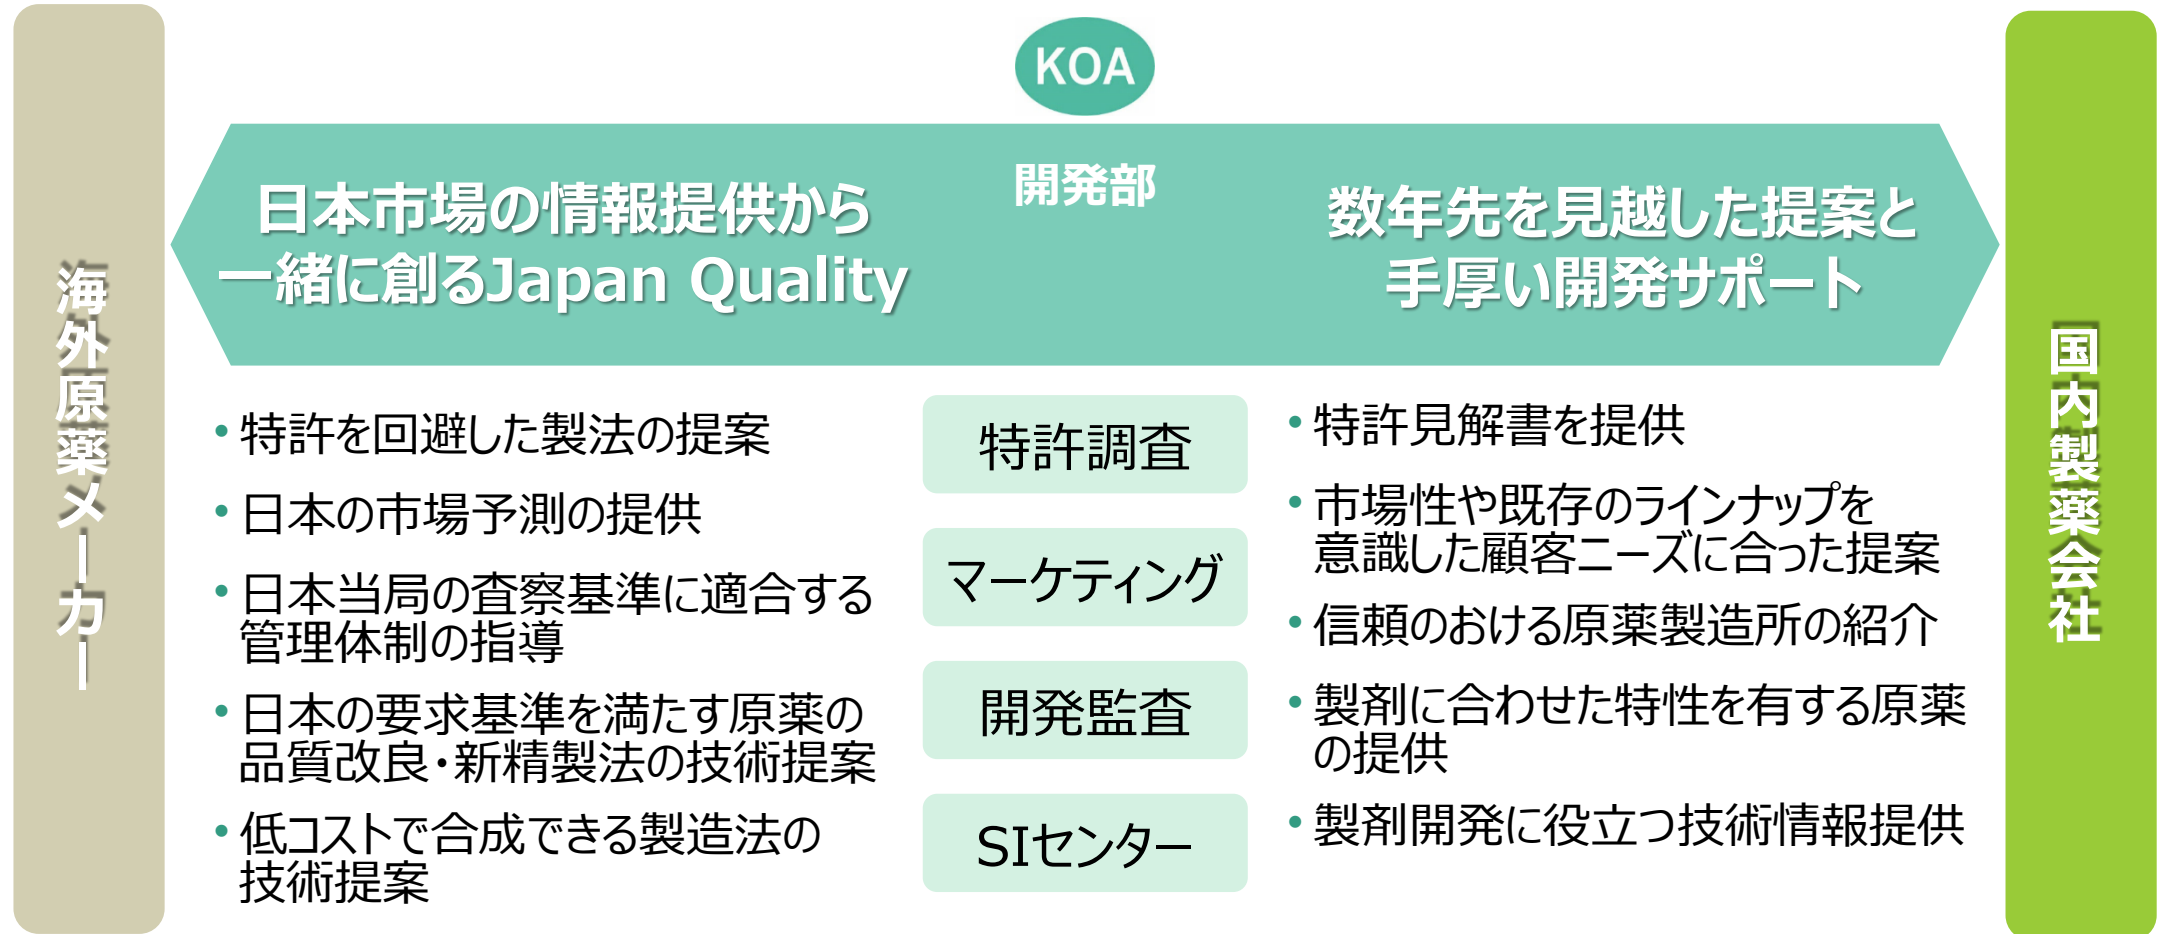 KOA
開発部
日本市場の情報提供から
一緒に創るJapan Quality
数年先を見越した提案と
手厚い開発サポート
海外原薬メーカー
・特許を回避した製法の提案
・日本の市場予測の提供
・日本当局の査察基準に適合する
管理体制の指導
・日本の要求基準を満たす原薬の
品質改良・新精製法の技術提案
・低コストで合成できる製造法の
技術提案
特許調査
マーケティング
開発監査
SIセンター
・特許見解書を提供
・市場性や既存のラインナップを
意識した顧客ニーズに合った提案
・信頼のおける原薬製造所の紹介
・製剤に合わせた特性を有する原薬
の提供
・製剤開発に役立つ技術情報提供
国内製薬会社